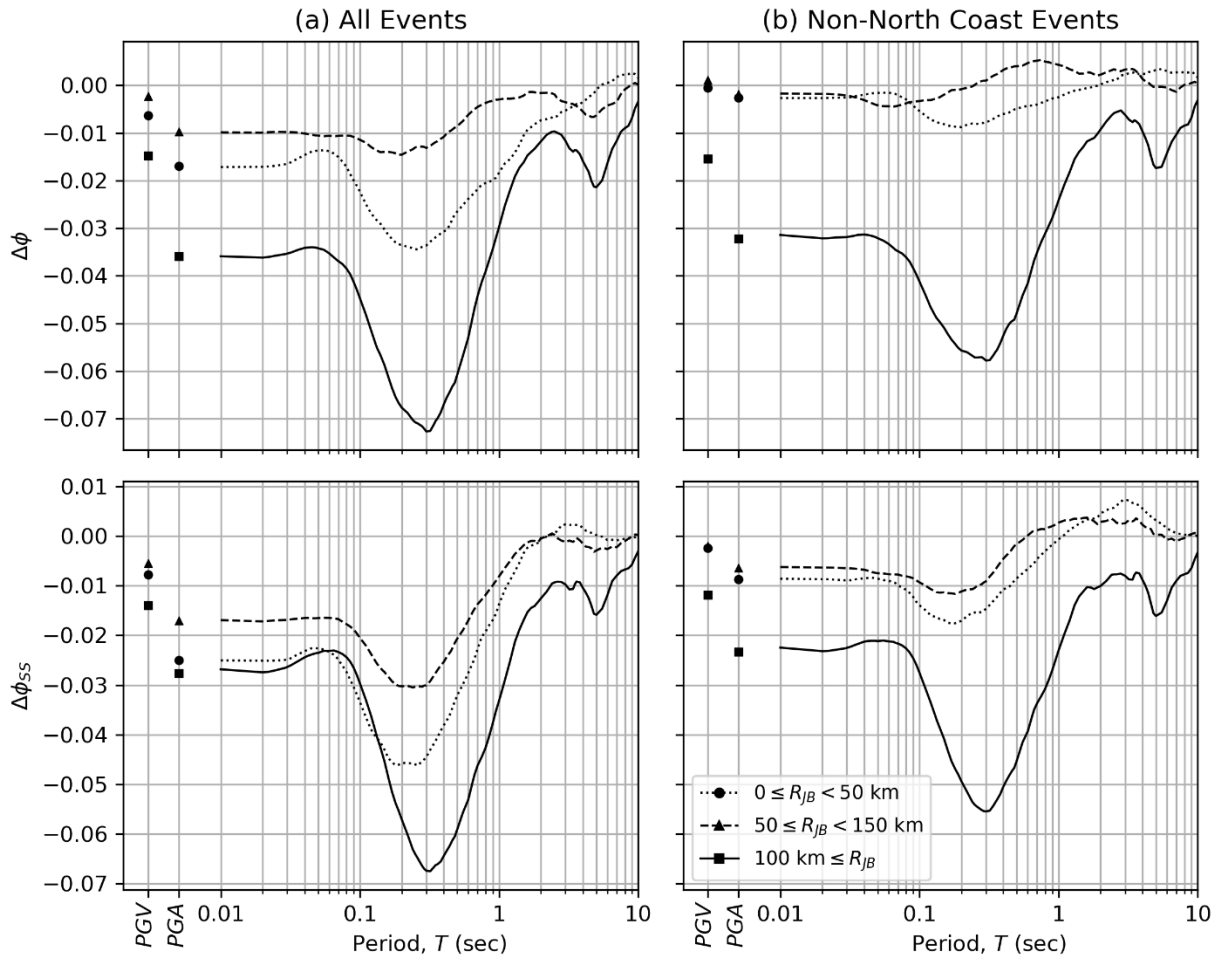 (a) All Events
(b) Non-North Coast Events
0.00
−0.01
−0.02
−0.03
−0.04
−0.05
−0.06
−0.07
Δϕ
0.01
0.00
−0.01
−0.02
−0.03
−0.04
−0.05
−0.06
−0.07
Δϕ_SS
0 ≤ R_JB < 50 km
50 ≤ R_JB < 150 km
100 km ≤ R_JB
PGV PGA 0.01 0.1 1 10
PGV PGA 0.01 0.1 1 10
Period, T (sec)
Period, T (sec)